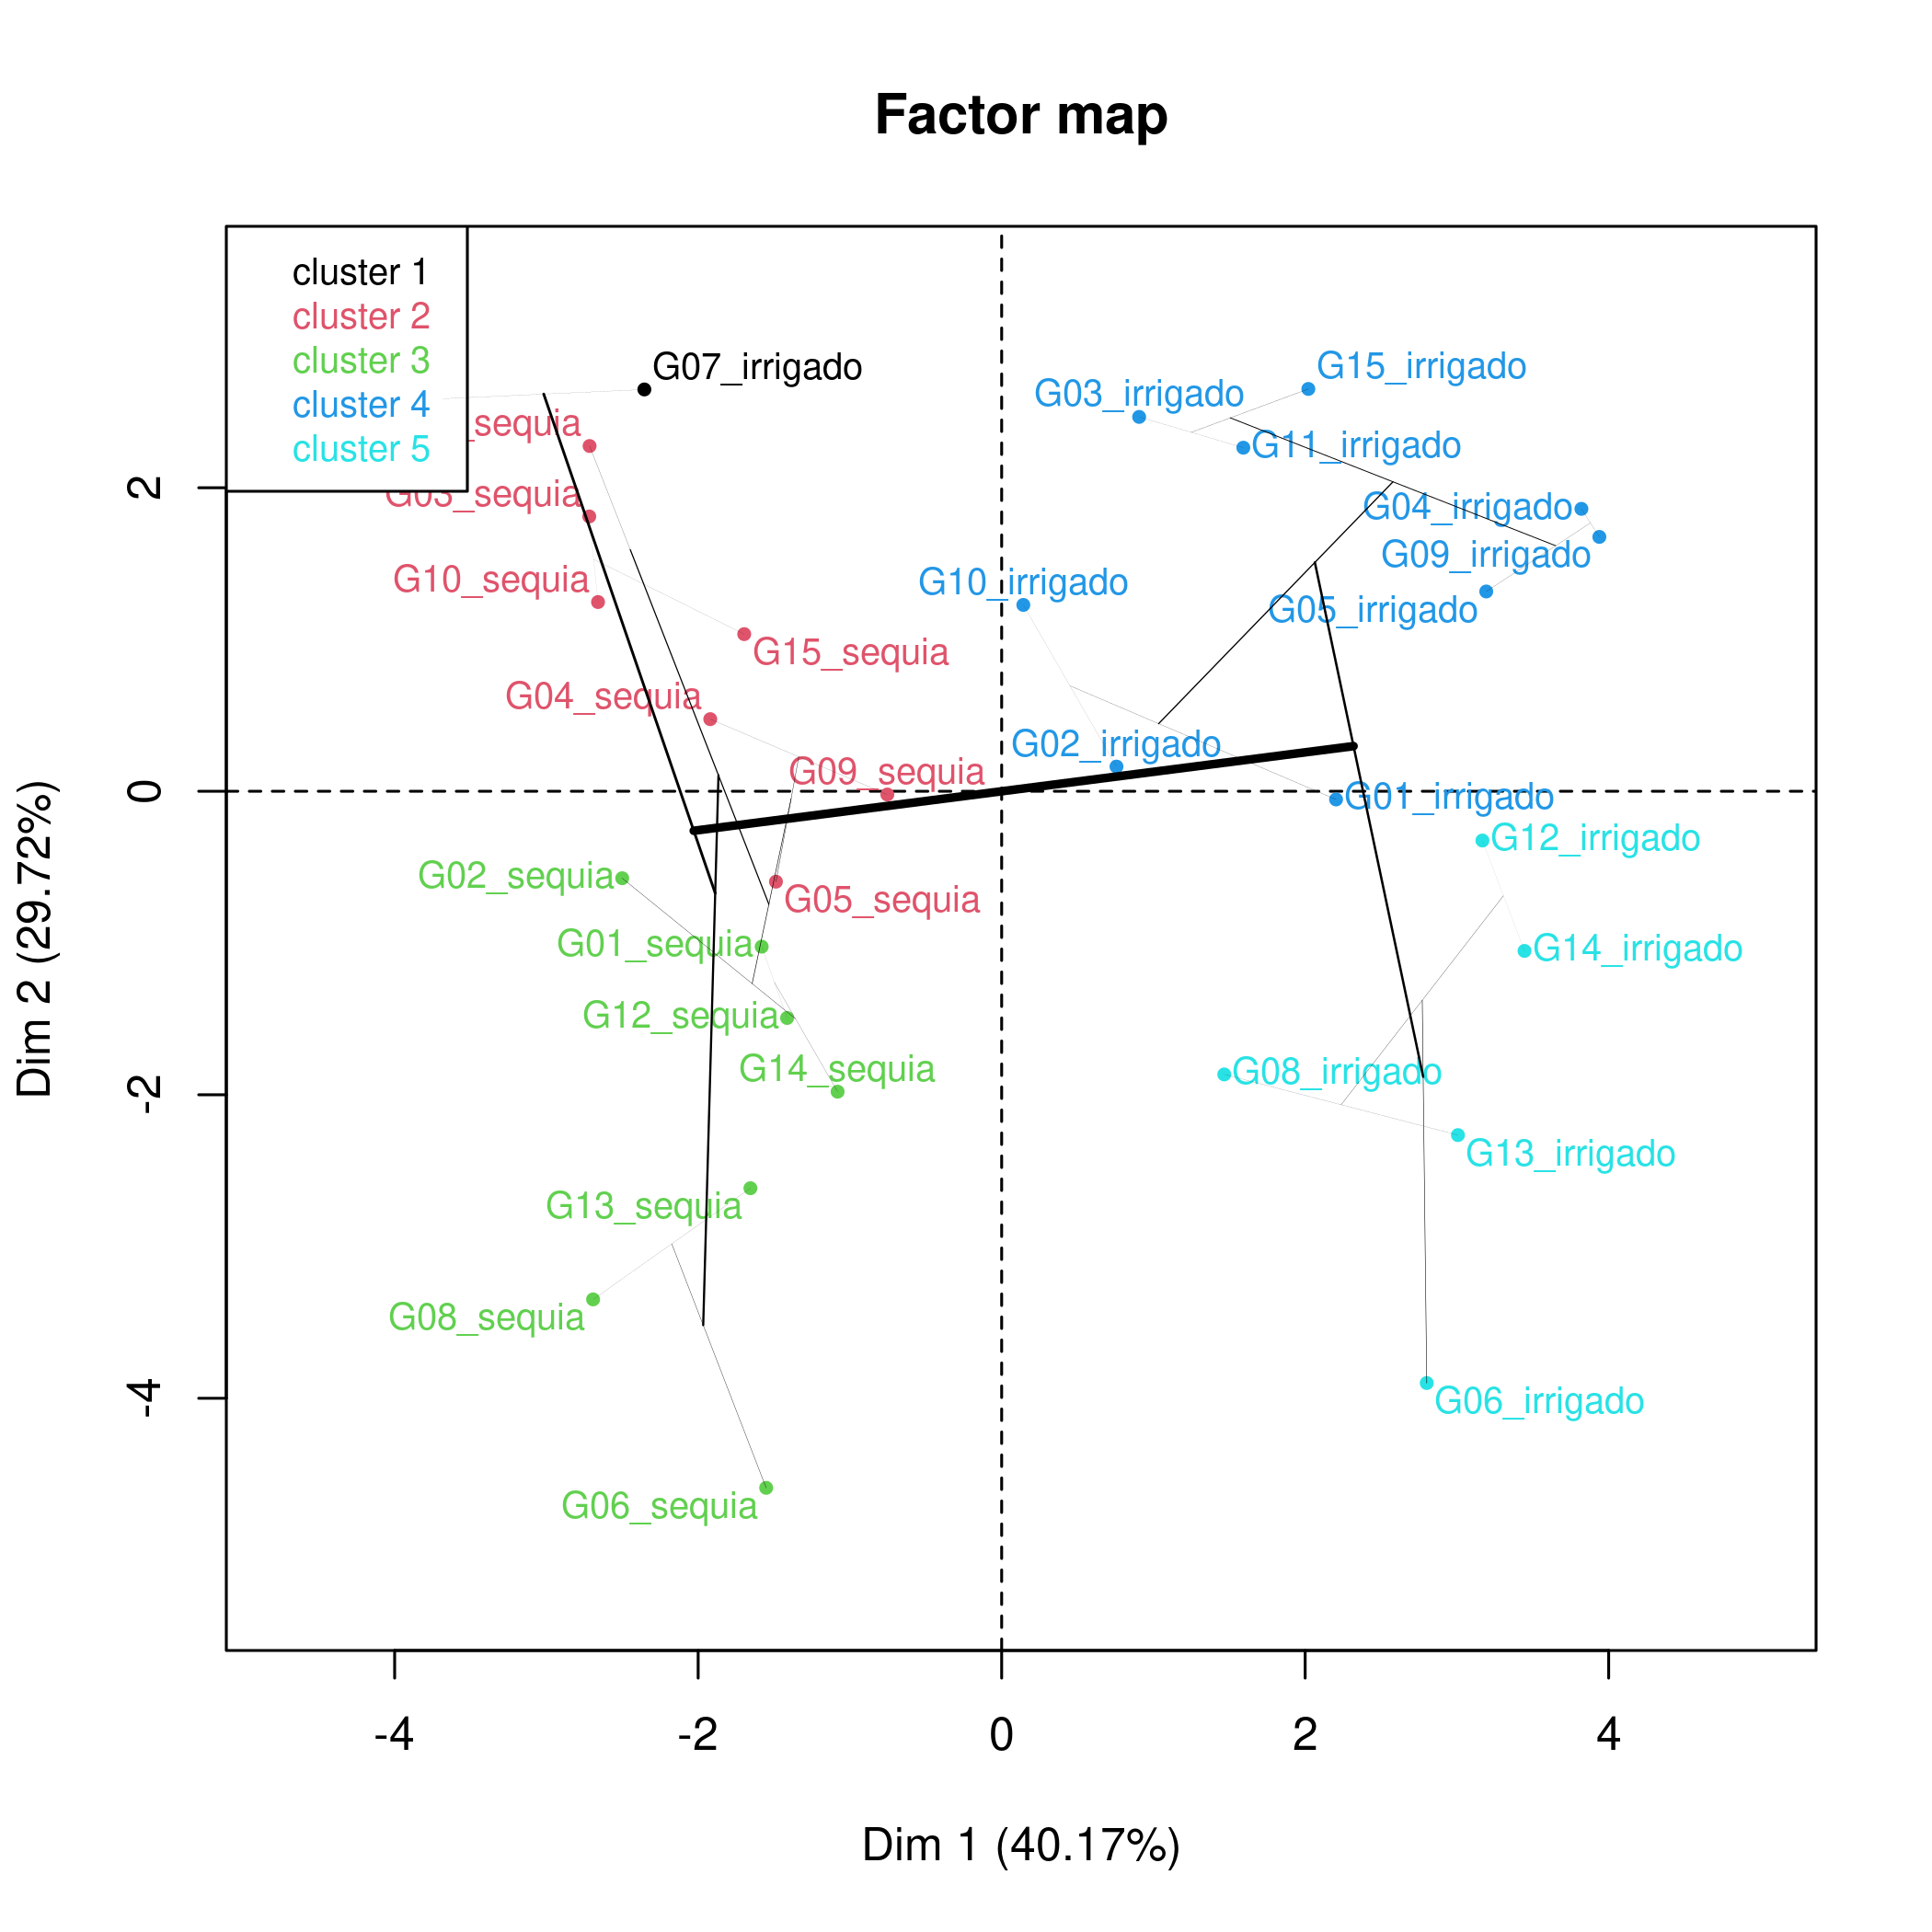 Factor map
cluster 1
cluster 2
cluster 3
cluster 4
cluster 5
G07_irrigado
G15_irrigado
G03_irrigado
_sequia
G11_irrigado
G03_sequia
G04_irrigado
G09_irrigado
G10_sequia
G10_irrigado
G05_irrigado
G15_sequia
G04_sequia
G02_irrigado
G09_sequia
G01_irrigado
G12_irrigado
G02_sequia
G05_sequia
G01_sequia
G14_irrigado
G12_sequia
G14_sequia
G08_irrigado
G13_irrigado
G13_sequia
G08_sequia
G06_irrigado
G06_sequia
2
0
-2
-4
Dim 2 (29.72%)
-4 -2 0 2 4
Dim 1 (40.17%)